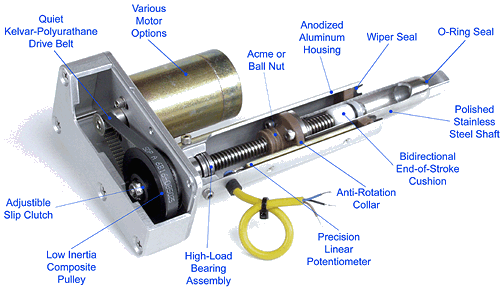 Quiet
Kelvar-Polyurathane
Drive Belt
Various
Motor
Options
Acme or
Ball Nut
Anodized
Aluminum
Housing
Wiper Seal
O-Ring Seal
Polished
Stainless
Steel Shaft
Bidirectional
End-of-Stroke
Cushion
Anti-Rotation
Collar
Precision
Linear
Potentiometer
High-Load
Bearing
Assembly
Low Inertia
Composite
Pulley
Adjustable
Slip Clutch